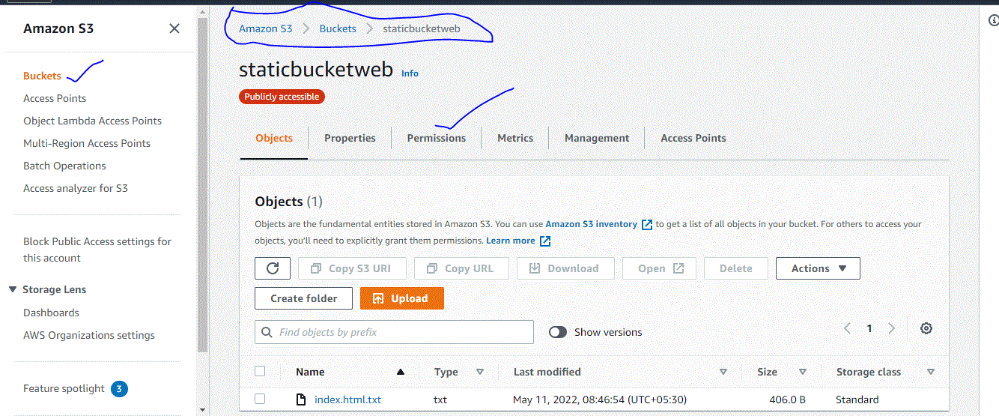 Amazon S3
Buckets
Access Points
Object Lambda Access Points
Multi-Region Access Points
Batch Operations
Access analyzer for S3
Block Public Access settings for
this account
Storage Lens
Dashboards
AWS Organizations settings
Feature spotlight 3
Amazon S3 Buckets staticbucketweb
staticbucketweb Info
Publicly accessible
Objects Properties Permissions Metrics Management Access Points
Objects (1)
Objects are the fundamental entities stored in Amazon S3. You can use Amazon S3 inventory to get a list of all objects in your bucket. For others to access your
objects, you'll need to explicitly grant them permissions. Learn more
Copy S3 URI Copy URL Download Open Delete Actions
Create folder Upload
Find objects by prefix Show versions 1
Name Type Last modified Size Storage class
index.html.txt txt May 11, 2022, 08:46:54 (UTC+05:30) 406.0 B Standard